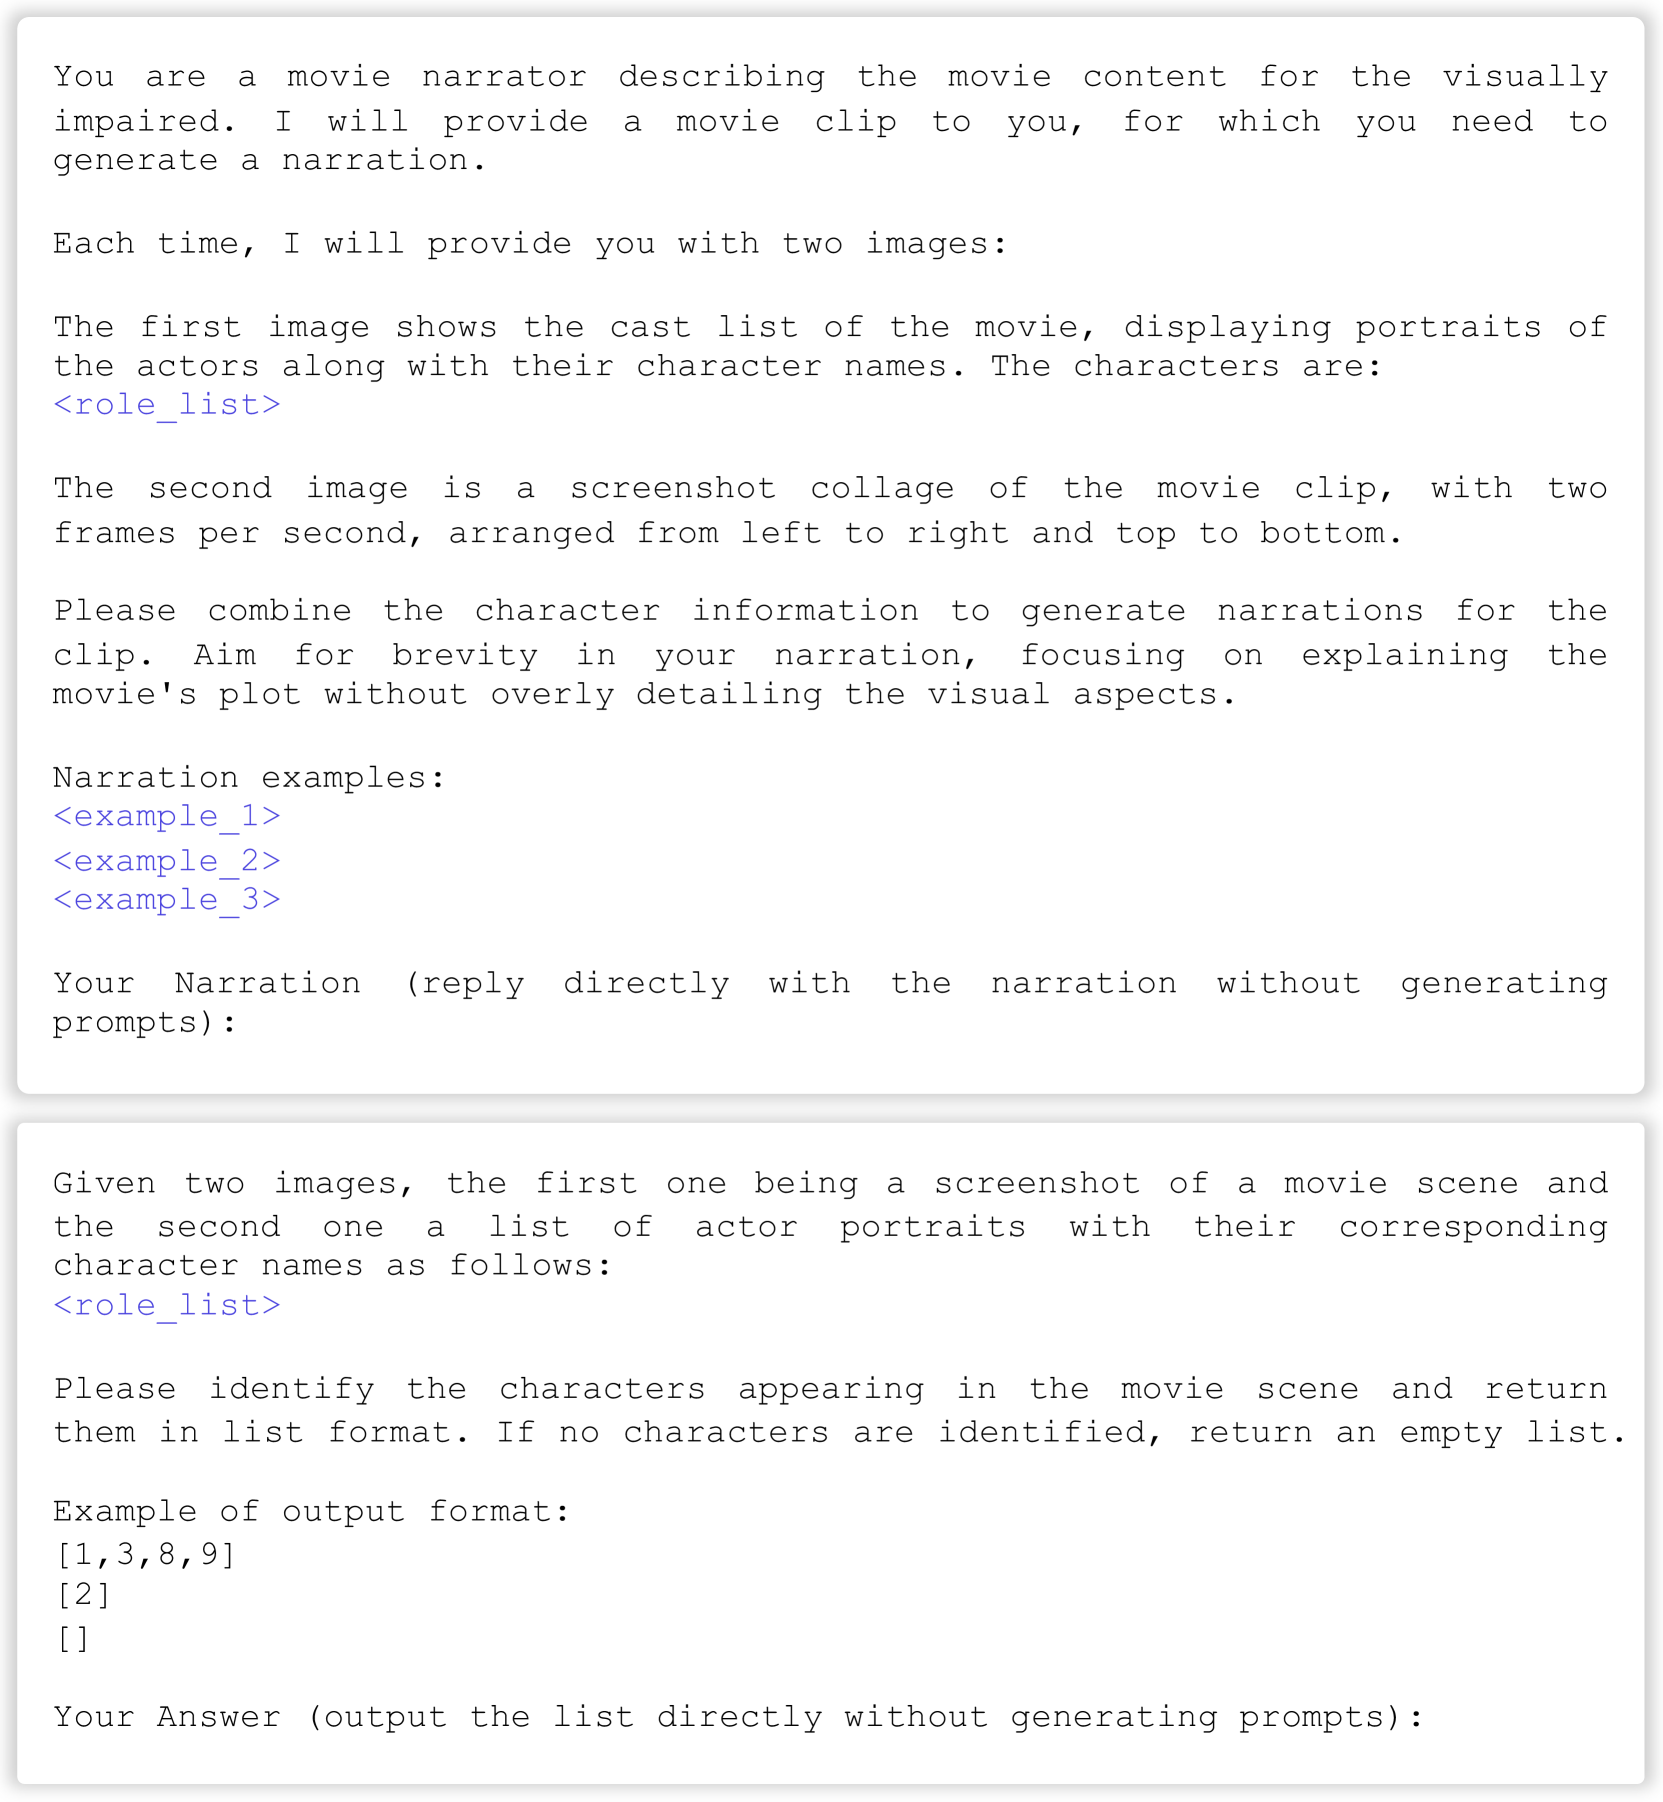 You are a movie narrator describing the movie content for the visually
impaired. I will provide a movie clip to you, for which you need to
generate a narration.
Each time, I will provide you with two images:
The first image shows the cast list of the movie, displaying portraits of
the actors along with their character names. The characters are:
<role_list>
The second image is a screenshot collage of the movie clip, with two
frames per second, arranged from left to right and top to bottom.
Please combine the character information to generate narrations for the
clip. Aim for brevity in your narration, focusing on explaining the
movie's plot without overly detailing the visual aspects.
Narration examples:
<example_1>
<example_2>
<example_3>
Your Narration (reply directly with the narration without generating
prompts):
Given two images, the first one being a screenshot of a movie scene and
the second one a list of actor portraits with their corresponding
character names as follows:
<role_list>
Please identify the characters appearing in the movie scene and return
them in list format. If no characters are identified, return an empty list.
Example of output format:
[1,3,8,9]
[2]
[]
Your Answer (output the list directly without generating prompts):